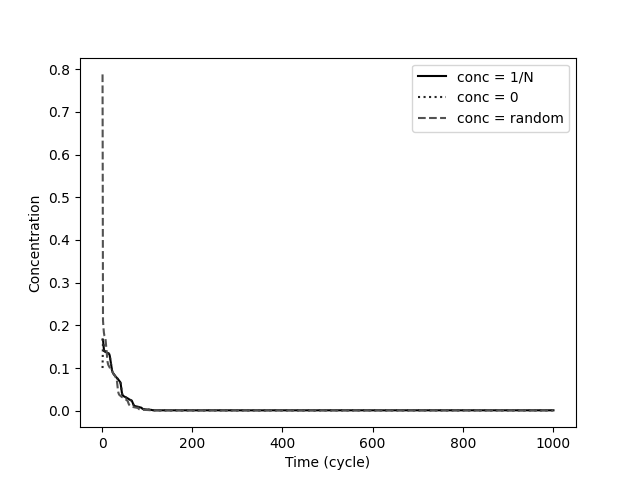 conc = 1/N
conc = 0
conc = random
Concentration
0.8
0.7
0.6
0.5
0.4
0.3
0.2
0.1
0.0
0 200 400 600 800 1000
Time (cycle)